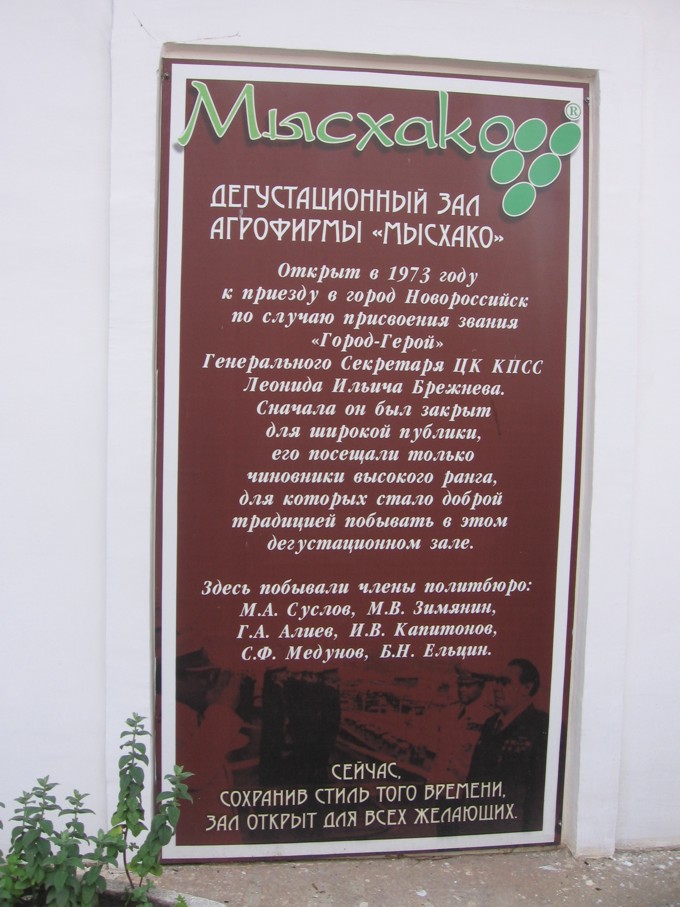 Мысхако®
ДЕГУСТАЦИОННЫЙ ЗАЛ
АГРОФИРМЫ «МЫСХАКО»
Открыт в 1973 году
к приезду в город Новороссийск
по случаю присвоения звания
«Город-Герой»
Генерального Секретаря ЦК КПСС
Леонида Ильича Брежнева.
Сначала он был закрыт
для широкой публики,
его посещали только
чиновники высокого ранга,
для которых стало доброй
традицией побывать в этом
дегустационном зале.
Здесь побывали члены политбюро:
М.А. Суслов, М.В. Зимянин,
Г.А. Алиев, И.В. Капитонов,
С.Ф. Медунов, Б.Н. Ельцин.
СЕЙЧАС,
СОХРАНИВ СТИЛЬ ТОГО ВРЕМЕНИ,
ЗАЛ ОТКРЫТ ДЛЯ ВСЕХ ЖЕЛАЮЩИХ.